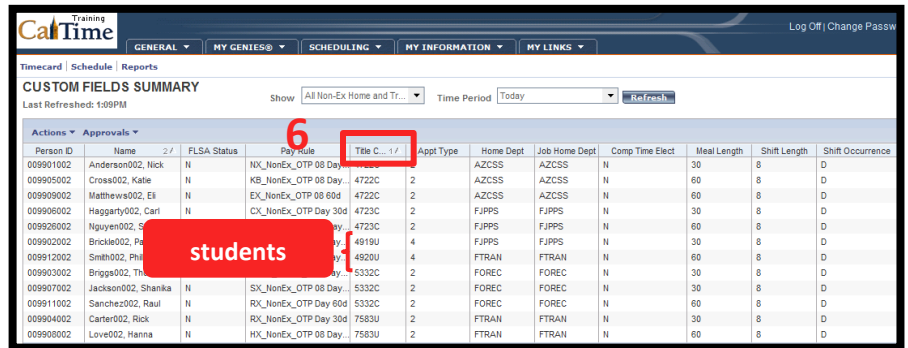 Training
CalTime
Log Off | Change Passw
GENERAL MY GENIES® SCHEDULING MY INFORMATION MY LINKS
Timecard | Schedule | Reports
CUSTOM FIELDS SUMMARY
Last Refreshed: 1:09PM
Show All Non-Ex Home and Tr... Time Period Today Refresh
Actions Approvals
6
Person ID Name 2 FLSA Status Pay Rule Title C... 1 Appt Type Home Dept Job Home Dept Comp Time Elect Meal Length Shift Length Shift Occurrence
009901002 Anderson002, Nick N NX_NonEx_OTP 08 Day... AZCSS AZCSS N 30 8 D
009905002 Cross002, Katie N KB_NonEx_OTP 08 Day... 4722C 2 AZCSS AZCSS N 60 8 D
009909002 Matthews002, Eli N EX_NonEx_OTP 08 60d 4722C 2 AZCSS AZCSS N 60 8 D
009906002 Haggarty002, Carl N CX_NonEx_OTP Day 30d 4723C 2 FJPPS FJPPS N 30 8 D
009926002 Nguyen002, S ay... 4723C 2 FJPPS FJPPS N 60 8 D
009902002 Brickle002, Pa ay... 4919U 4 FJPPS FJPPS N 30 8 D
students {
009912002 Smith002, Phil ay... 4920U 4 FTRAN FTRAN N 60 8 D
009903002 Briggs002, Th ay... 5332C 2 FOREC FOREC N 30 8 D
009907002 Jackson002, Shanika N SX_NonEx_OTP 08 Day... 5332C 2 FOREC FOREC N 30 8 D
009911002 Sanchez002, Raul N RX_NonEx_OTP Day 60d 5332C 2 FOREC FOREC N 60 8 D
009904002 Carter002, Rick N RX_NonEx_OTP Day 30d 7583U 2 FTRAN FTRAN N 30 8 D
009908002 Love002, Hanna N HX_NonEx_OTP 08 Day... 7583U 2 FTRAN FTRAN N 60 8 D